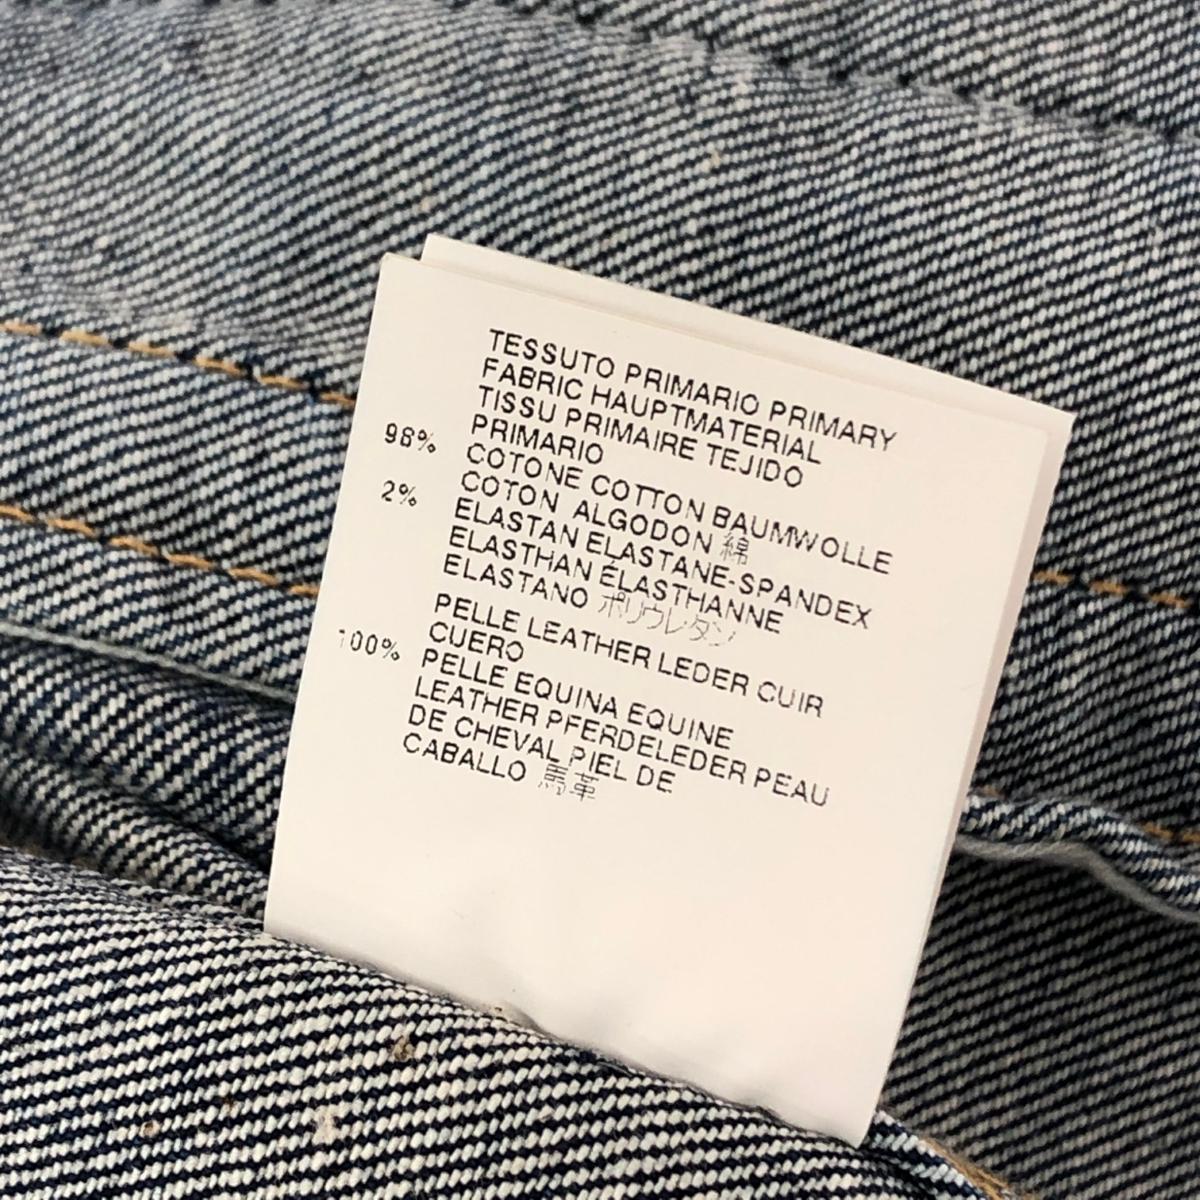 TESSUTO PRIMARIO PRIMARY
FABRIC HAUPTMATERIAL
TISSU PRIMAIRE TEJIDO
PRIMARIO
98% COTONE COTTON BAUMWOLLE
COTON ALGODON 綿
2% ELASTAN ELASTANE-SPANDEX
ELASTHAN ÉLASTHANNE
ELASTANO ポリウレタン
PELLE LEATHER LEDER CUIR
CUERO
100% PELLE EQUINA EQUINE
LEATHER PFERDELEDER PEAU
DE CHEVAL PIEL DE
CABALLO 馬革